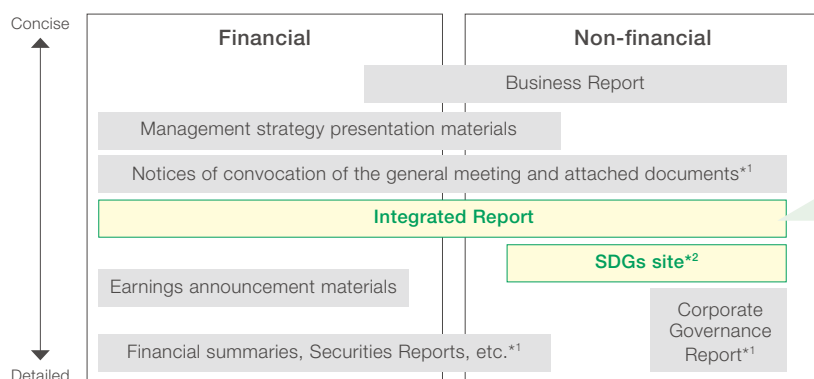 Concise
Financial
Non-financial
Business Report
Management strategy presentation materials
Notices of convocation of the general meeting and attached documents*1
Integrated Report
SDGs site*2
Earnings announcement materials
Corporate
Governance
Report*1
Financial summaries, Securities Reports, etc.*1
Detailed